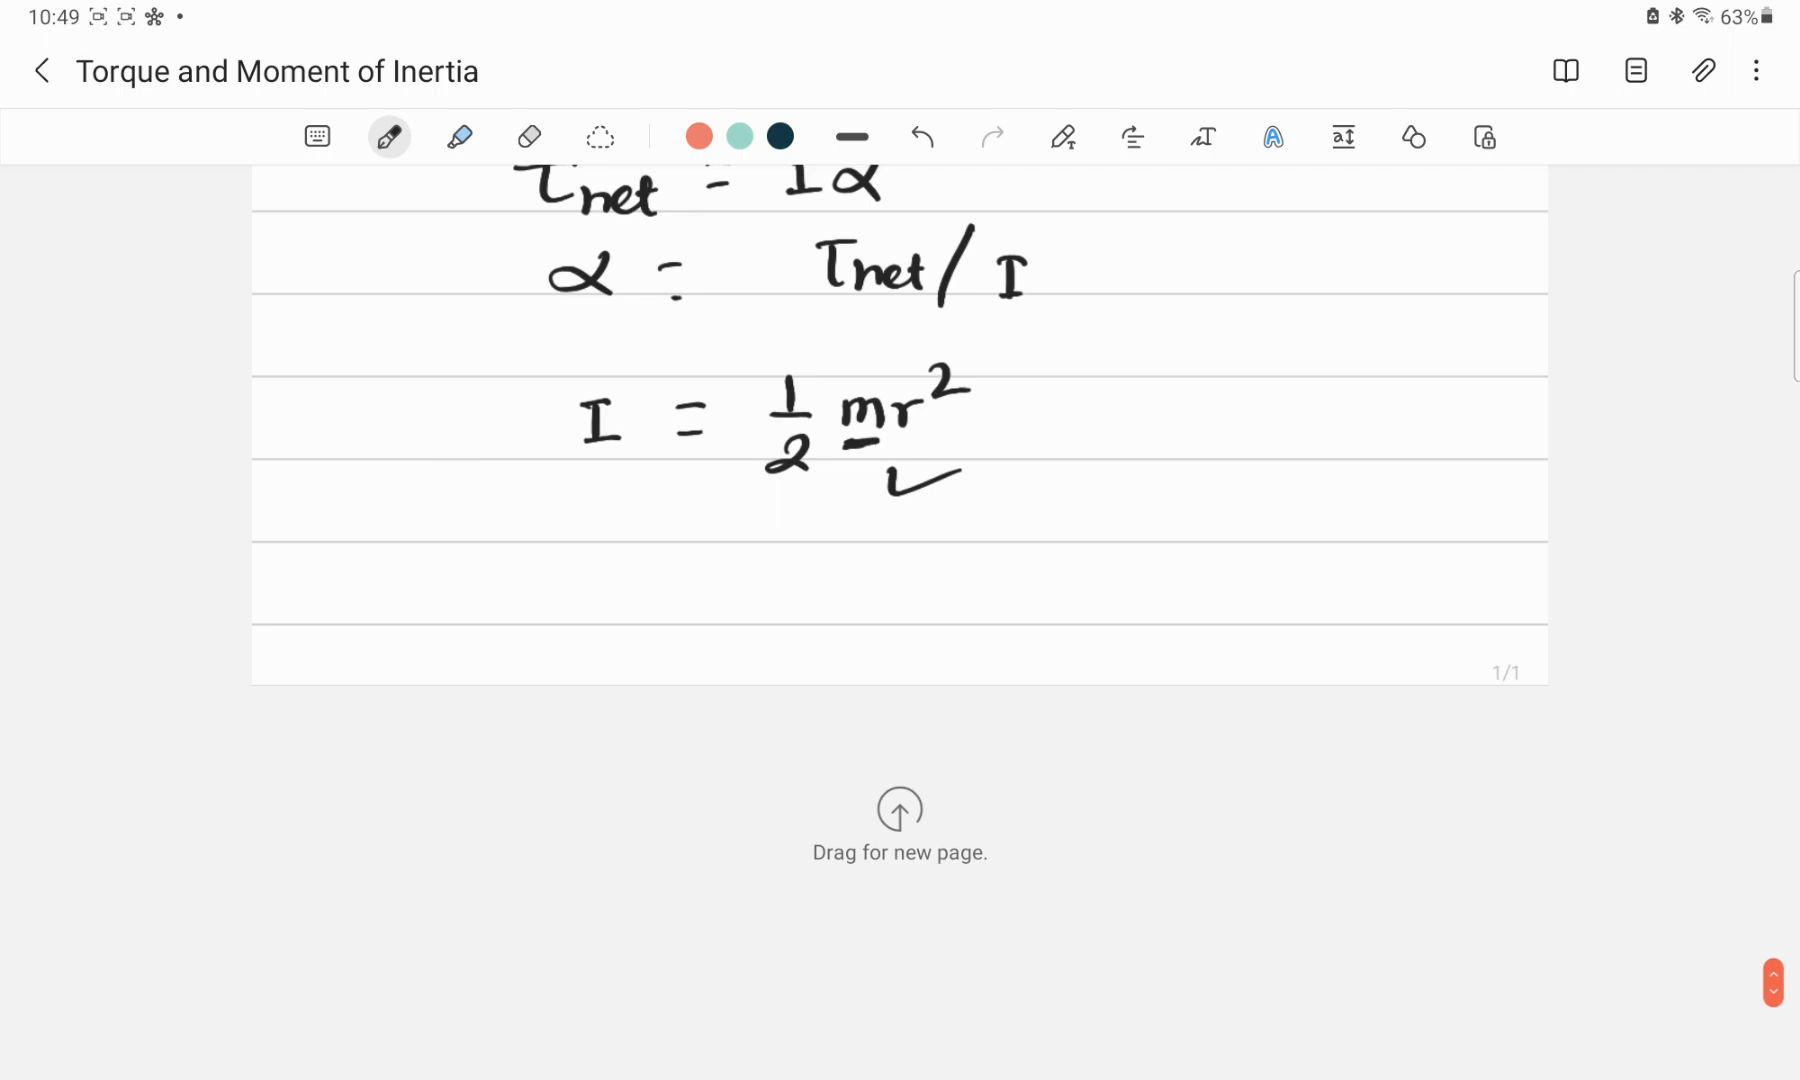 10:49 63%
Torque and Moment of Inertia
τnet = Iα
α = τnet / I
I = 1/2 mr²
1/1
Drag for new page.